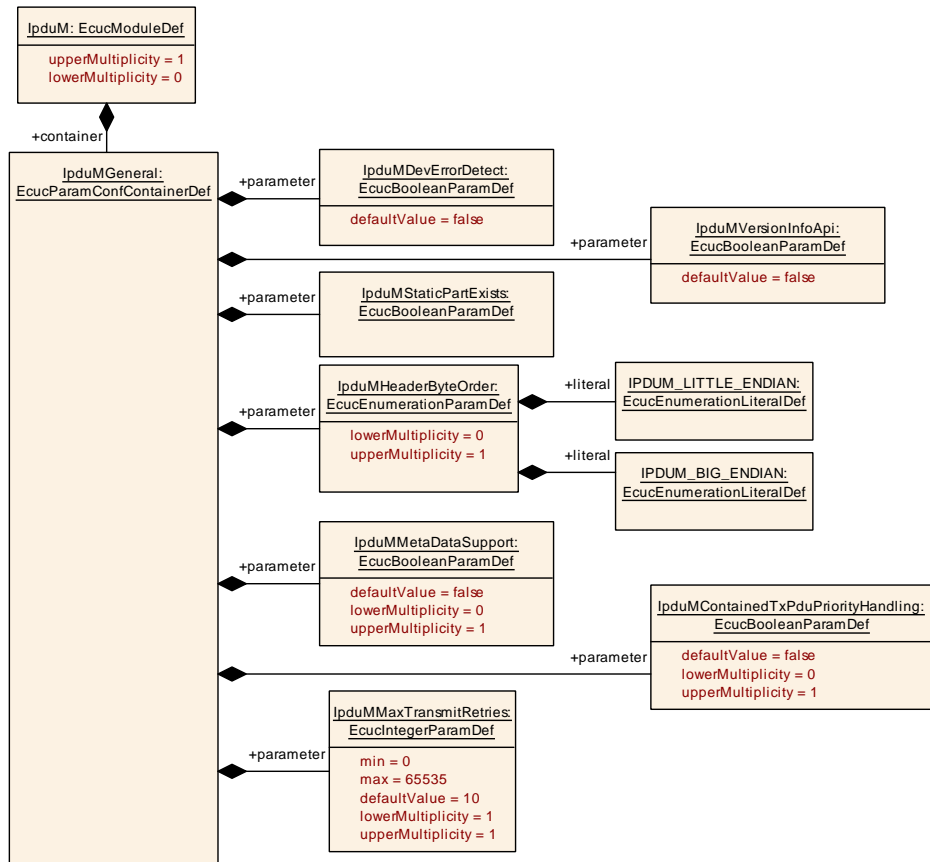 IpduM: EcucModuleDef
upperMultiplicity = 1
lowerMultiplicity = 0
+container
IpduMGeneral:
EcucParamConfContainerDef
+parameter
IpduMDevErrorDetect:
EcucBooleanParamDef
defaultValue = false
+parameter
IpduMVersionInfoApi:
EcucBooleanParamDef
defaultValue = false
+parameter
IpduMStaticPartExists:
EcucBooleanParamDef
+parameter
IpduMHeaderByteOrder:
EcucEnumerationParamDef
lowerMultiplicity = 0
upperMultiplicity = 1
+literal
IPDUM_LITTLE_ENDIAN:
EcucEnumerationLiteralDef
+literal
IPDUM_BIG_ENDIAN:
EcucEnumerationLiteralDef
+parameter
IpduMMetaDataSupport:
EcucBooleanParamDef
defaultValue = false
lowerMultiplicity = 0
upperMultiplicity = 1
+parameter
IpduMContainedTxPduPriorityHandling:
EcucBooleanParamDef
defaultValue = false
lowerMultiplicity = 0
upperMultiplicity = 1
+parameter
IpduMMaxTransmitRetries:
EcucIntegerParamDef
min = 0
max = 65535
defaultValue = 10
lowerMultiplicity = 1
upperMultiplicity = 1